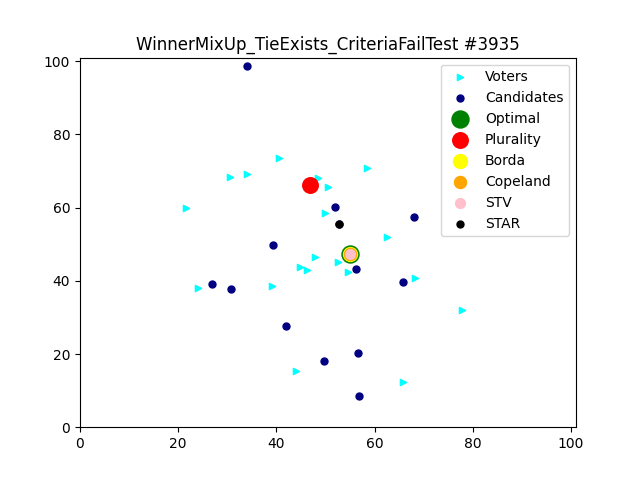 WinnerMixUp_TieExists_CriteriaFailTest #3935
100
80
60
40
20
0
0 20 40 60 80 100
Voters
Candidates
Optimal
Plurality
Borda
Copeland
STV
STAR